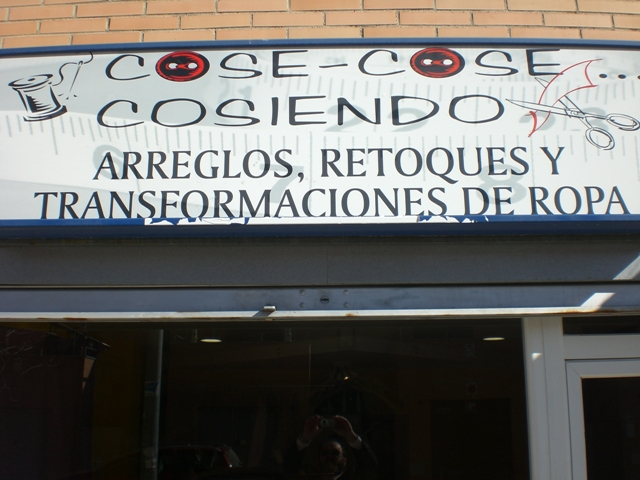 COSE-COSE...
COSIENDO
ARREGLOS, RETOQUES Y
TRANSFORMACIONES DE ROPA